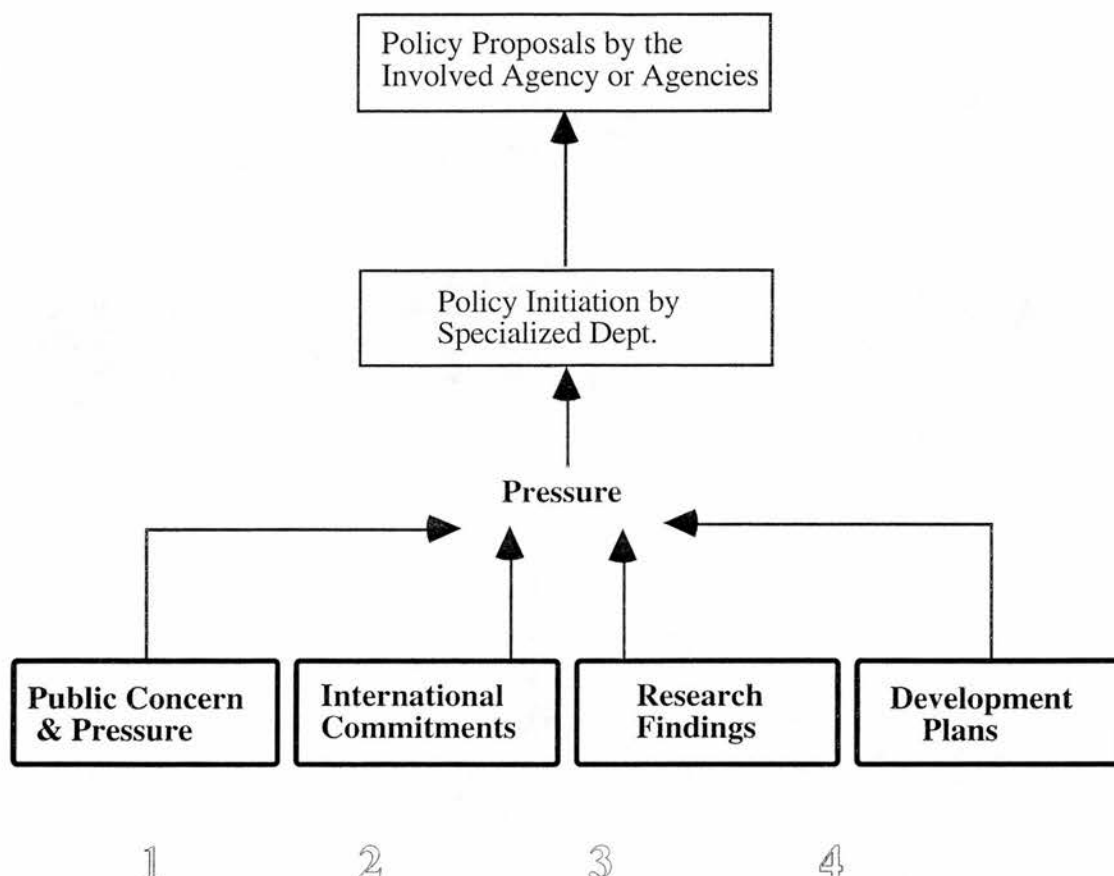 Policy Proposals by the
Involved Agency or Agencies
Policy Initiation by
Specialized Dept.
Pressure
Public Concern
& Pressure
International
Commitments
Research
Findings
Development
Plans
1 2 3 4